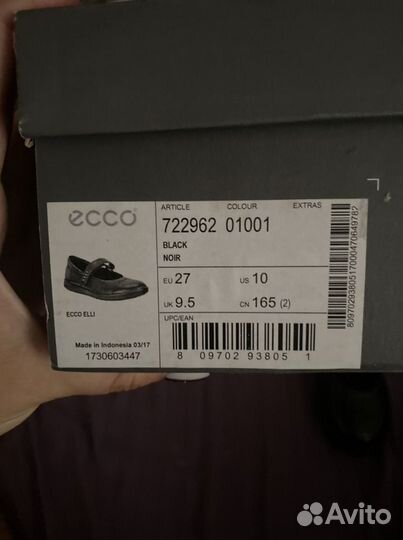 ecco
ARTICLE COLOUR EXTRAS
722962 01001
BLACK
NOIR
EU 27 US 10
UK 9.5 CN 165 (2)
UPC/EAN
8 09702 93805 1
ECCO ELLI
Made in Indonesia 03/17
1730603447
8097029380517000470649782
Avito